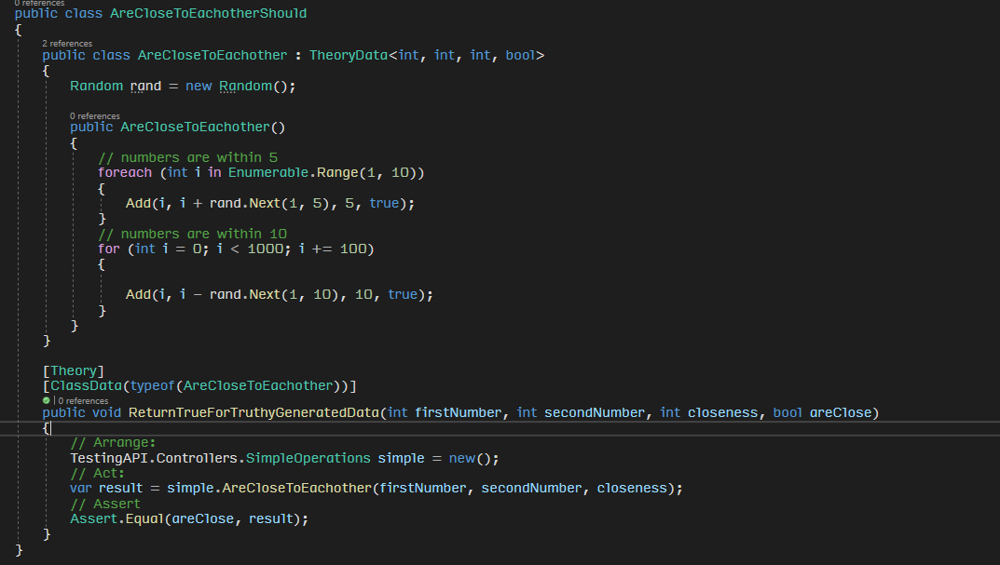 0 references
public class AreCloseToEachotherShould
{
2 references
public class AreCloseToEachother : TheoryData<int, int, int, bool>
{
Random rand = new Random();
0 references
public AreCloseToEachother()
{
// numbers are within 5
foreach (int i in Enumerable.Range(1, 10))
{
Add(i, i + rand.Next(1, 5), 5, true);
}
// numbers are within 10
for (int i = 0; i < 1000; i += 100)
{
Add(i, i - rand.Next(1, 10), 10, true);
}
}
}
[Theory]
[ClassData(typeof(AreCloseToEachother))]
| 0 references
public void ReturnTrueForTruthyGeneratedData(int firstNumber, int secondNumber, int closeness, bool areClose)
{
// Arrange:
TestingAPI.Controllers.SimpleOperations simple = new();
// Act:
var result = simple.AreCloseToEachother(firstNumber, secondNumber, closeness);
// Assert
Assert.Equal(areClose, result);
}
}